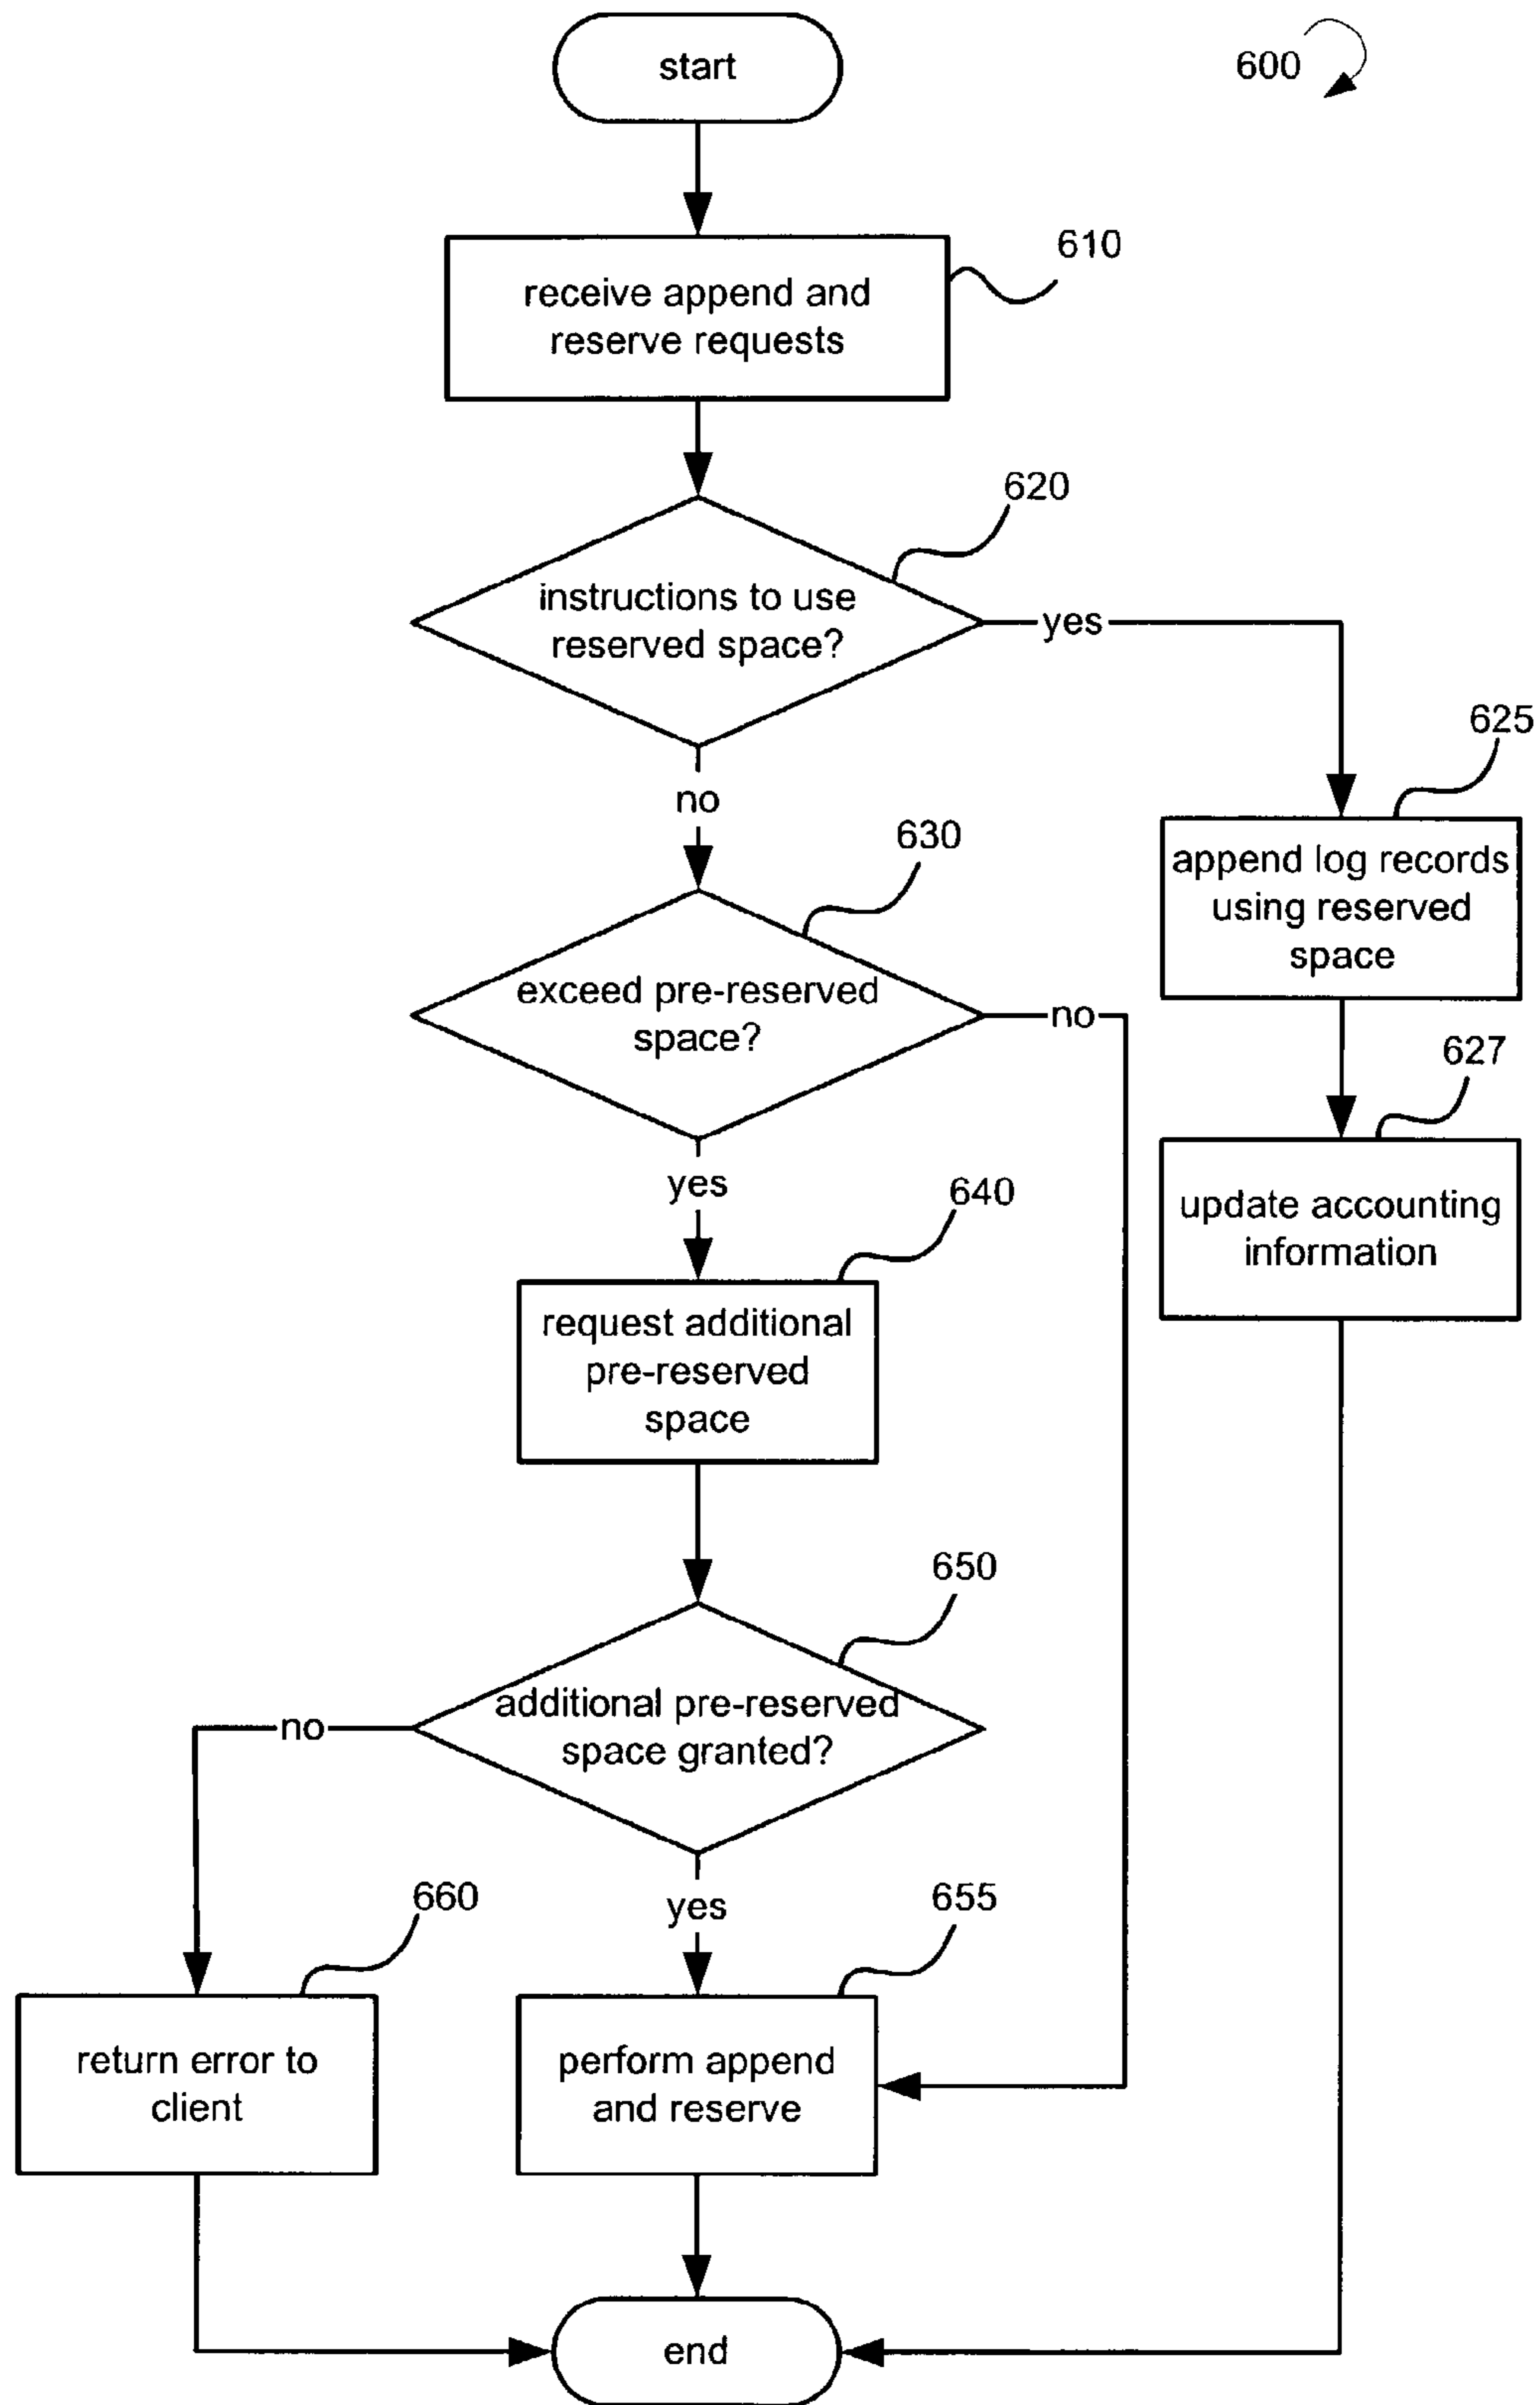 start
600
610
receive append and
reserve requests
620
instructions to use
reserved space?
yes
no
625
append log records
using reserved
space
630
exceed pre-reserved
space?
no
yes
627
update accounting
information
640
request additional
pre-reserved
space
650
additional pre-reserved
space granted?
no
yes
660
return error to
client
655
perform append
and reserve
end